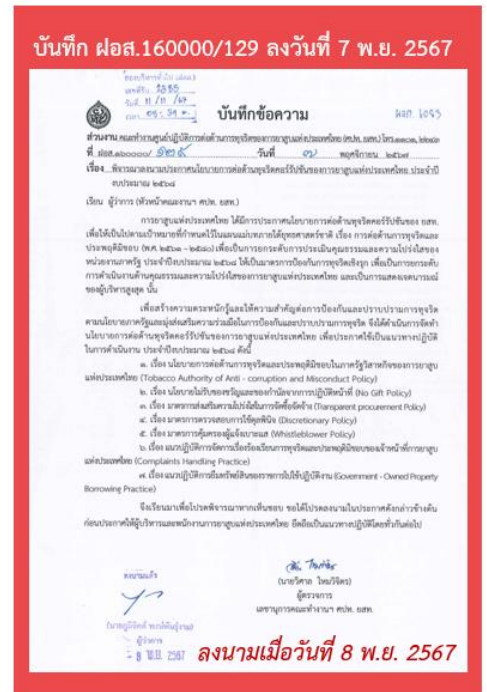 บันทึก ฝอส.160000/129 ลงวันที่ 7 พ.ย. 2567
บันทึกข้อความ
ส่วนงาน คณะทำงานศูนย์ปฏิบัติการต่อต้านการทุจริตของการยาสูบแห่งประเทศไทย (ศปท. ยสท.)
ที่ ฝอส.๑๖๐๐๐๐/ ๑๒๙ วันที่ ๗ พฤศจิกายน ๒๕๖๗
เรื่อง พิจารณาลงนามประกาศนโยบายการต่อต้านทุจริตคอร์รัปชันของการยาสูบแห่งประเทศไทย ประจำปี
งบประมาณ ๒๕๖๘
เรียน ผู้ว่าการ (หัวหน้าคณะงานฯ ศปท. ยสท.)
การยาสูบแห่งประเทศไทย ได้มีการประกาศนโยบายการต่อต้านทุจริตคอร์รัปชันของ ยสท.
เพื่อให้เป็นไปตามเป้าหมายที่กำหนดไว้ในแผนแม่บทภายใต้ยุทธศาสตร์ชาติ เรื่อง การต่อต้านการทุจริตและ
ประพฤติมิชอบ (พ.ศ. ๒๕๖๑ – ๒๕๘๐) เพื่อเป็นการยกระดับการประเมินคุณธรรมและความโปร่งใสของ
หน่วยงานภาครัฐ ประจำปีงบประมาณ ๒๕๖๘ ให้เป็นมาตรการป้องกันการทุจริตเชิงรุก เพื่อเป็นการยกระดับ
การดำเนินงานด้านคุณธรรมและความโปร่งใสของการยาสูบแห่งประเทศไทย และเป็นการแสดงเจตนารมณ์
ของผู้บริหารสูงสุด นั้น
เพื่อสร้างความตระหนักรู้และให้ความสำคัญต่อการป้องกันและปราบปรามการทุจริต
ตามนโยบายภาครัฐและมุ่งส่งเสริมความร่วมมือในการป้องกันและปราบปรามการทุจริต จึงได้ดำเนินการจัดทำ
นโยบายการต่อต้านทุจริตคอร์รัปชันของการยาสูบแห่งประเทศไทย เพื่อประกาศใช้เป็นแนวทางปฏิบัติ
ในการดำเนินงาน ประจำปีงบประมาณ ๒๕๖๘ ดังนี้
๑. เรื่อง นโยบายการต่อต้านการทุจริตและประพฤติมิชอบในภาครัฐวิสาหกิจของการยาสูบ
แห่งประเทศไทย (Tobacco Authority of Anti - corruption and Misconduct Policy)
๒. เรื่อง นโยบายไม่รับของขวัญและของกำนัลจากการปฏิบัติหน้าที่ (No Gift Policy)
๓. เรื่อง มาตรการส่งเสริมความโปร่งใสในการจัดซื้อจัดจ้าง (Transparent procurement Policy)
๔. เรื่อง มาตรการตรวจสอบการใช้ดุลพินิจ (Discretionary Policy)
๕. เรื่อง มาตรการคุ้มครองผู้แจ้งเบาะแส (Whistleblower Policy)
๖. เรื่อง แนวปฏิบัติการจัดการเรื่องร้องเรียนการทุจริตและประพฤติมิชอบของเจ้าหน้าที่การยาสูบ
แห่งประเทศไทย (Complaints Handling Practice)
๗. เรื่อง แนวปฏิบัติการยืมทรัพย์สินของราชการไปใช้ปฏิบัติงาน (Government - Owned Property
Borrowing Practice)
จึงเรียนมาเพื่อโปรดพิจารณาหากเห็นชอบ ขอได้โปรดลงนามในประกาศดังกล่าวข้างต้น
ก่อนประกาศให้ผู้บริหารและพนักงานการยาสูบแห่งประเทศไทย ยึดถือเป็นแนวทางปฏิบัติโดยทั่วกันต่อไป
(นายวิศาล ไหมวิจิตร)
ผู้ตรวจการ
เลขานุการคณะทำงานฯ ศปท. ยสท.
ลงนามแล้ว
ผู้ว่าการ
- 8 พ.ย. 2567
ลงนามเมื่อวันที่ 8 พ.ย. 2567